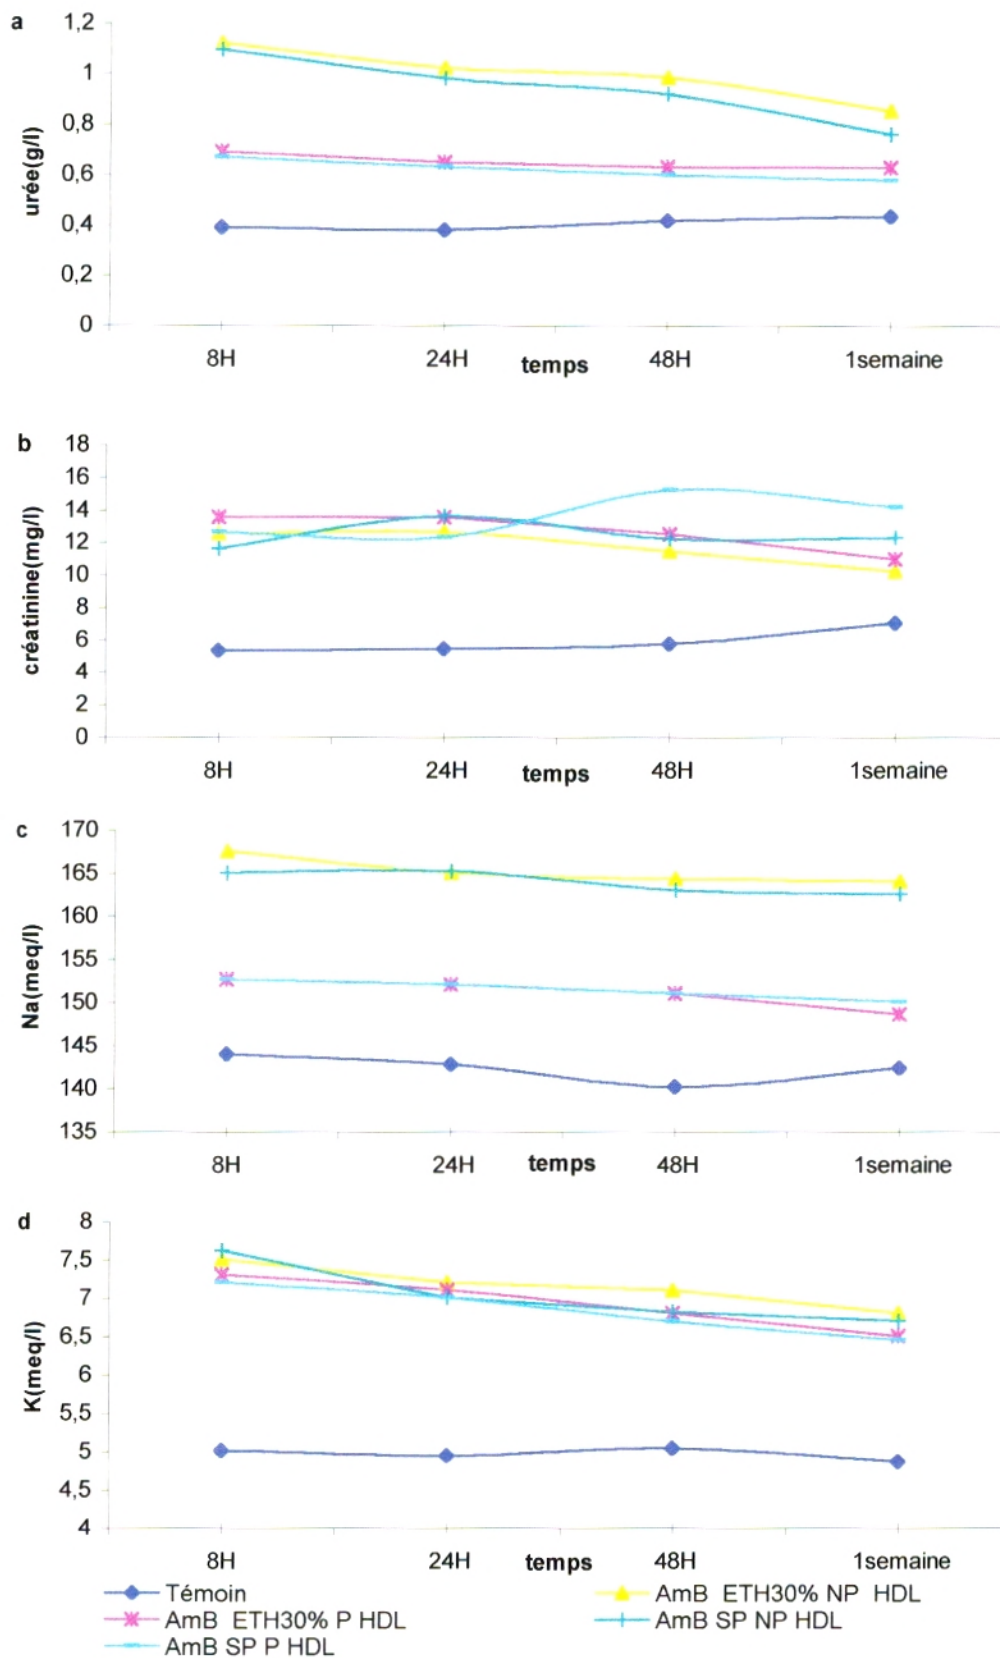 a
1,2
1
0,8
0,6
0,4
0,2
0
urée(g/l)
8H 24H temps 48H 1semaine
b
18
16
14
12
10
8
6
4
2
0
créatinine(mg/l)
8H 24H temps 48H 1semaine
c
170
165
160
155
150
145
140
135
Na(meq/l)
8H 24H temps 48H 1semaine
d
8
7,5
7
6,5
6
5,5
5
4,5
4
K(meq/l)
8H 24H temps 48H 1semaine
Témoin AmB ETH30% NP HDL
AmB ETH30% P HDL AmB SP NP HDL
AmB SP P HDL